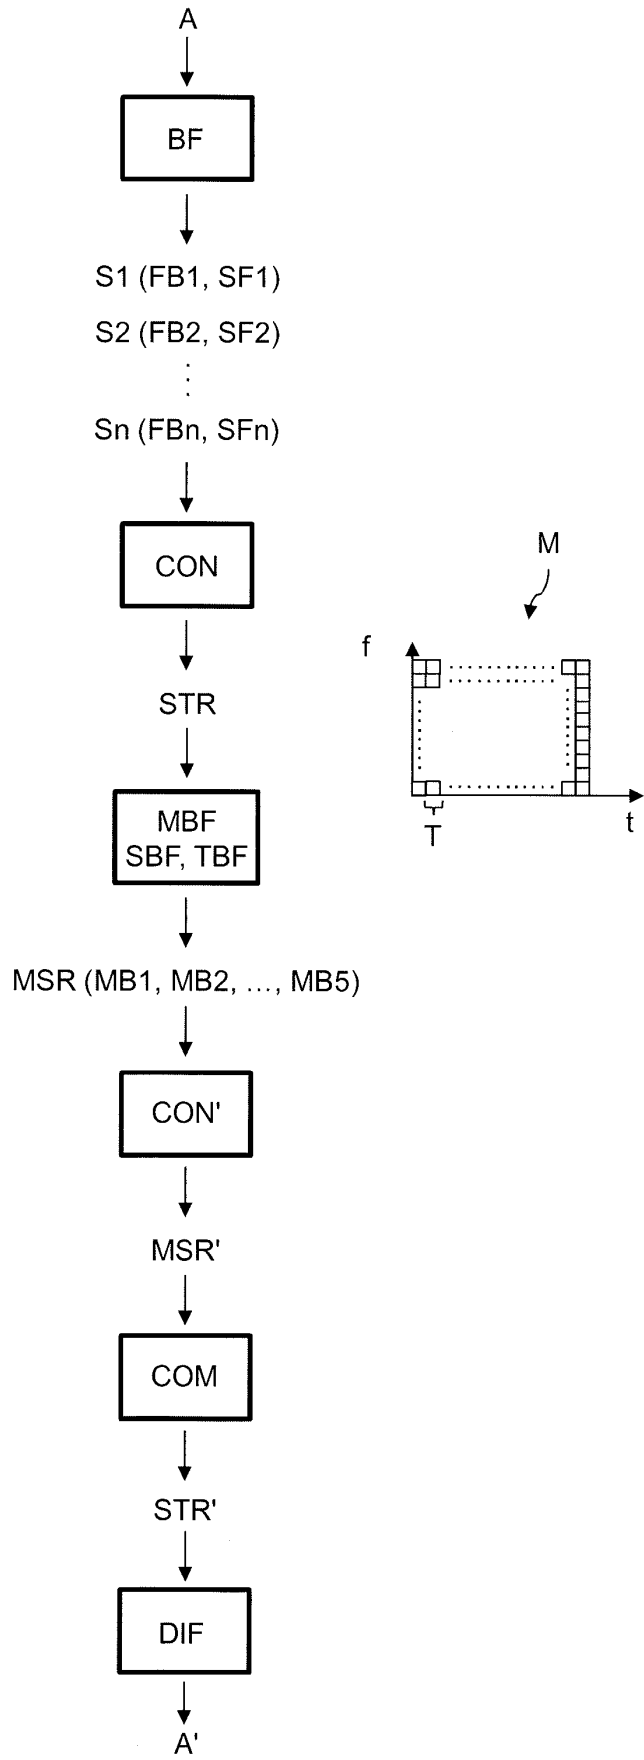 A
BF
S1 (FB1, SF1)
S2 (FB2, SF2)
Sn (FBn, SFn)
CON
STR
MBF
SBF, TBF
MSR (MB1, MB2, ..., MB5)
CON'
MSR'
COM
STR'
DIF
A'
M
f
t
T